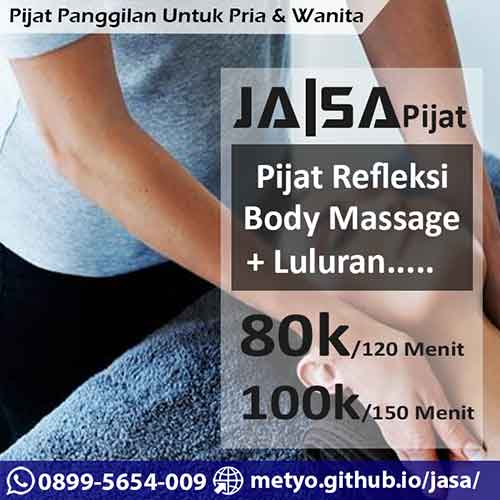 Pijat Panggilan Untuk Pria & Wanita
JA|SA Pijat
Pijat Refleksi
Body Massage
+ Luluran.....
80k/120 Menit
100k/150 Menit
0899-5654-009 metyo.github.io/jasa/